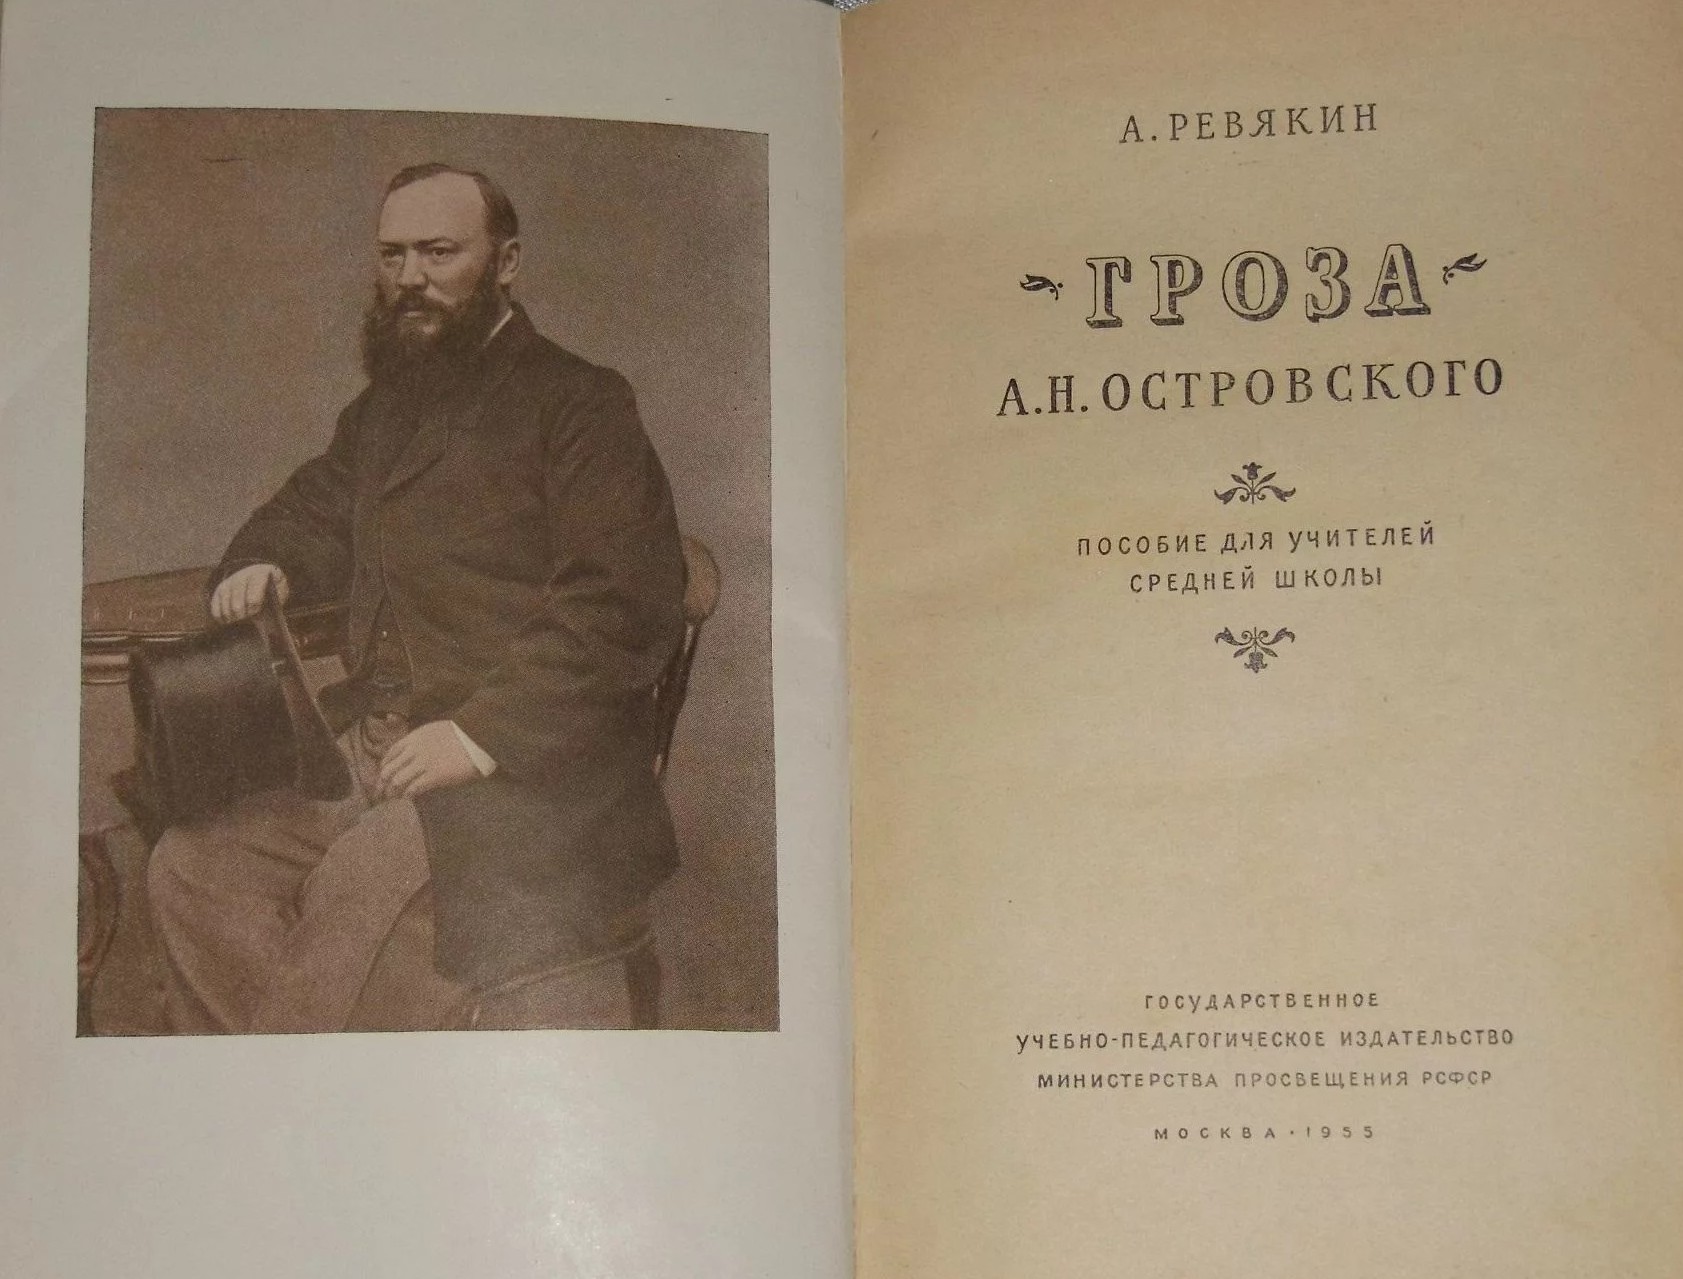 А. РЕВЯКИН
ГРОЗА
А.Н. ОСТРОВСКОГО
ПОСОБИЕ ДЛЯ УЧИТЕЛЕЙ
СРЕДНЕЙ ШКОЛЫ
ГОСУДАРСТВЕННОЕ
УЧЕБНО-ПЕДАГОГИЧЕСКОЕ ИЗДАТЕЛЬСТВО
МИНИСТЕРСТВА ПРОСВЕЩЕНИЯ РСФСР
МОСКВА · 1955